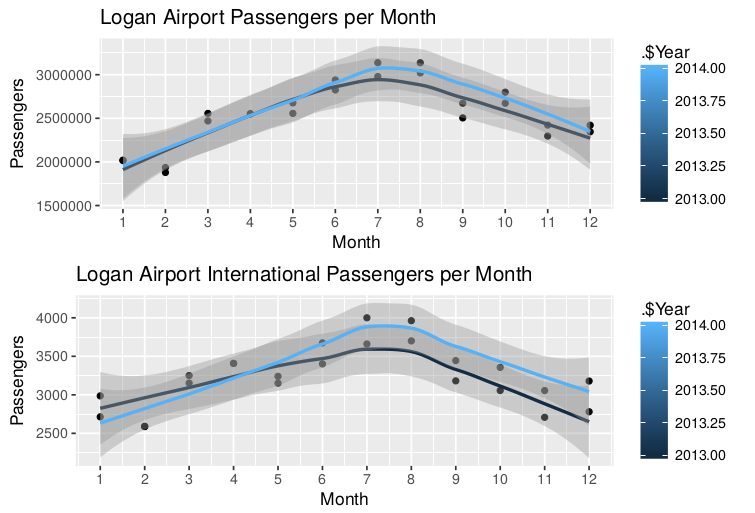 Logan Airport Passengers per Month
Passengers
3000000
2500000
2000000
1500000
1 2 3 4 5 6 7 8 9 10 11 12
Month
.$Year
2014.00
2013.75
2013.50
2013.25
2013.00
Logan Airport International Passengers per Month
Passengers
4000
3500
3000
2500
1 2 3 4 5 6 7 8 9 10 11 12
Month
.$Year
2014.00
2013.75
2013.50
2013.25
2013.00